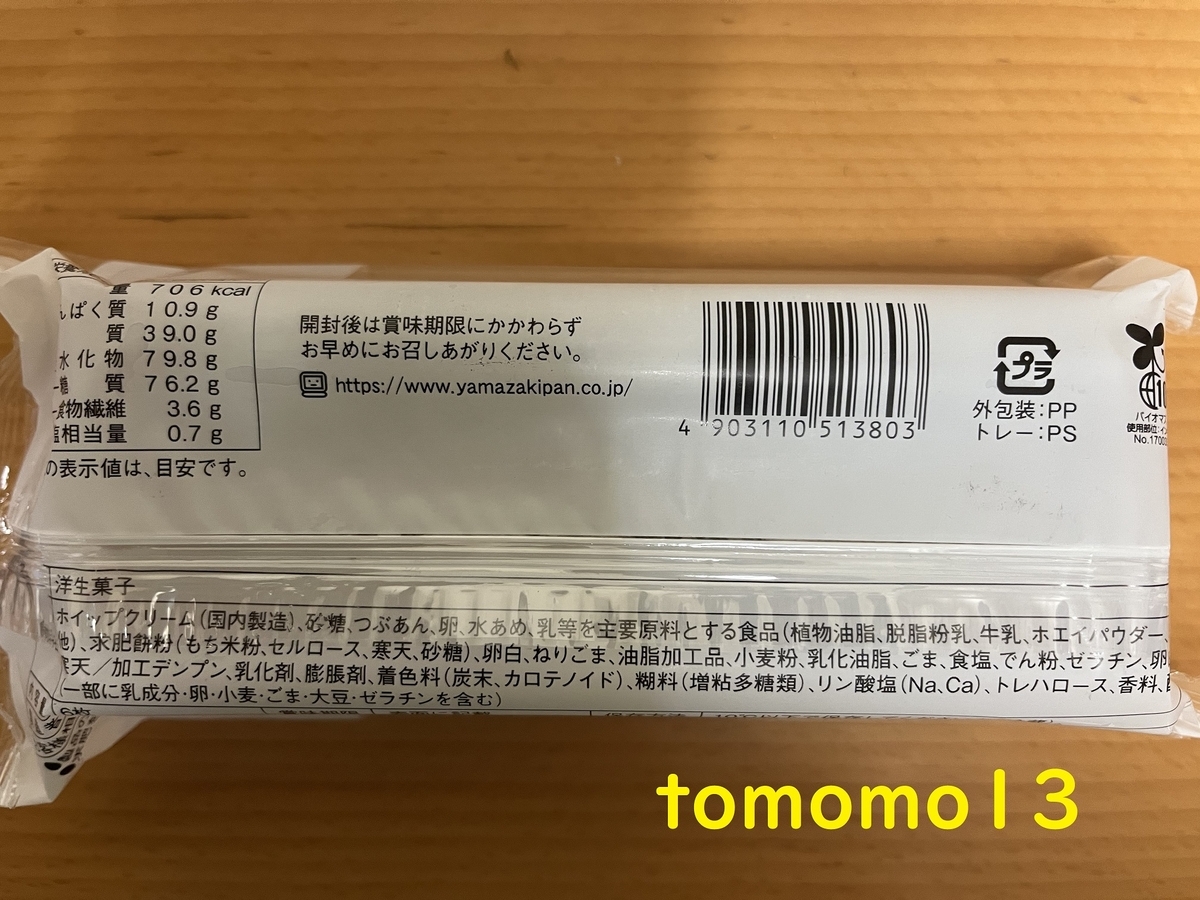 量 706 kcal
んぱく質 10.9 g
質 39.0 g
水化物 79.8 g
糖質 76.2 g
食物繊維 3.6 g
塩相当量 0.7 g
の表示値は、目安です。
開封後は賞味期限にかかわらず
お早めにお召しあがりください。
https://www.yamazakipan.co.jp/
4 903110 513803
プラ
外包装:PP
トレー:PS
バイオマ
使用部位:イン
No.1700
洋生菓子
ホイップクリーム(国内製造)、砂糖、つぶあん、卵、水あめ、乳等を主要原料とする食品(植物油脂、脱脂粉乳、牛乳、ホエイパウダー、
他)、求肥餅粉(もち米粉、セルロース、寒天、砂糖)、卵白、ねりごま、油脂加工品、小麦粉、乳化油脂、ごま、食塩、でん粉、ゼラチン、卵
寒天/加工デンプン、乳化剤、膨脹剤、着色料(炭末、カロテノイド)、糊料(増粘多糖類)、リン酸塩(Na、Ca)、トレハロース、香料、
(一部に乳成分・卵・小麦・ごま・大豆・ゼラチンを含む)
tomomo13